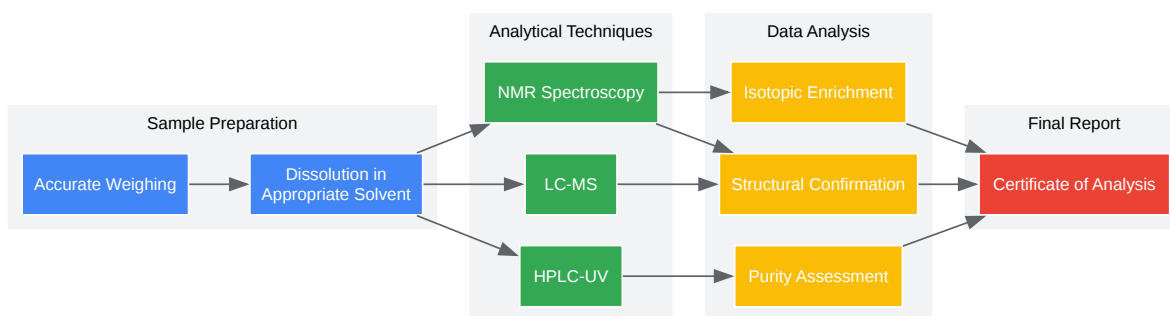 Sample Preparation
Accurate Weighing
Dissolution in
Appropriate Solvent
Analytical Techniques
NMR Spectroscopy
LC-MS
HPLC-UV
Data Analysis
Isotopic Enrichment
Structural Confirmation
Purity Assessment
Final Report
Certificate of Analysis